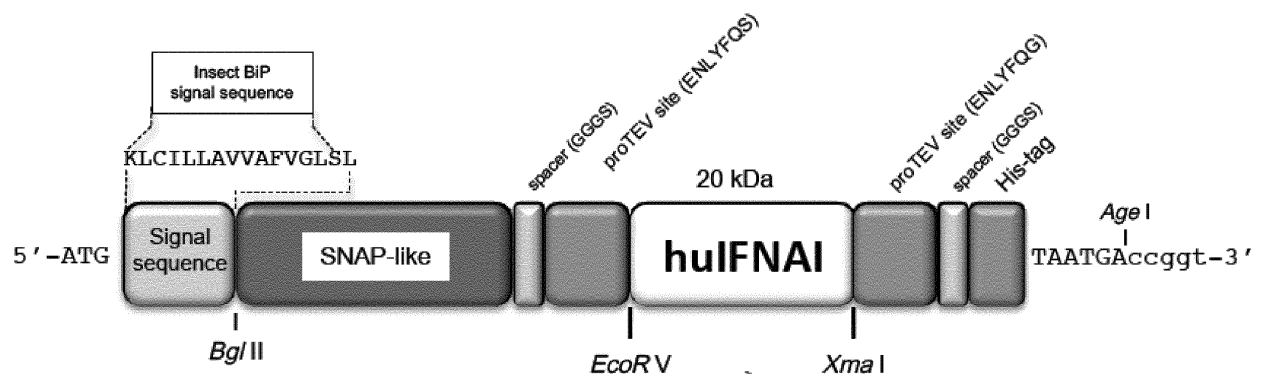 Insect BiP
signal sequence
KLCILLAVVAFVGLSL
spacer (GGGS)
proTEV site (ENLYFQS)
20 kDa
proTEV site (ENLYFQG)
spacer (GGGS)
His-tag
Age I
5′-ATG
Signal
sequence
SNAP-like
huIFNAI
TAATGAccggt-3′
Bgl II
EcoR V
Xma I